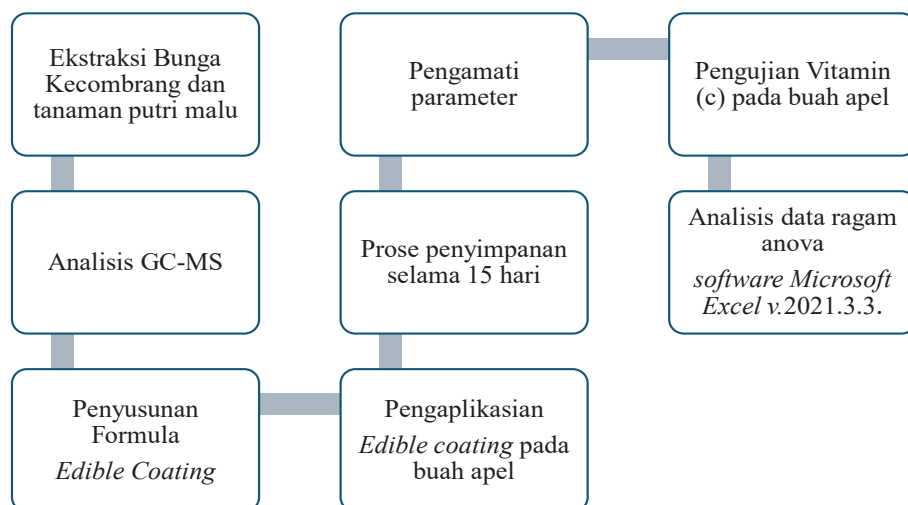 Ekstraksi Bunga
Kecombrang dan
tanaman putri malu
Analisis GC-MS
Penyusunan
Formula
Edible Coating
Pengaplikasian
Edible coating pada
buah apel
Prose penyimpanan
selama 15 hari
Pengamati
parameter
Pengujian Vitamin
(c) pada buah apel
Analisis data ragam
anova
software Microsoft
Excel v.2021.3.3.